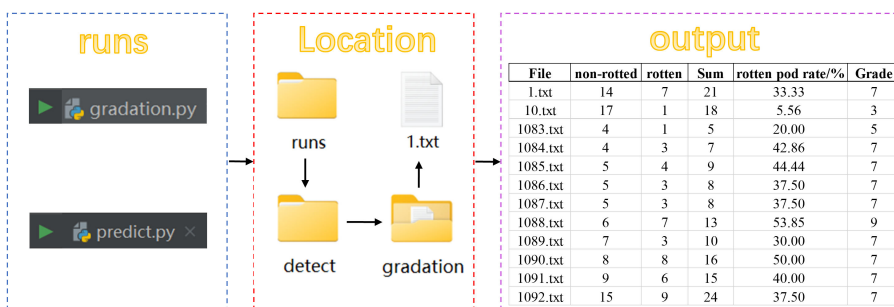 runs
gradation.py
predict.py ×
Location
runs
1.txt
detect
gradation
output
File non-rotted rotten Sum rotten pod rate/% Grade
1.txt 14 7 21 33.33 7
10.txt 17 1 18 5.56 3
1083.txt 4 1 5 20.00 5
1084.txt 4 3 7 42.86 7
1085.txt 5 4 9 44.44 7
1086.txt 5 3 8 37.50 7
1087.txt 5 3 8 37.50 7
1088.txt 6 7 13 53.85 9
1089.txt 7 3 10 30.00 7
1090.txt 8 8 16 50.00 7
1091.txt 9 6 15 40.00 7
1092.txt 15 9 24 37.50 7